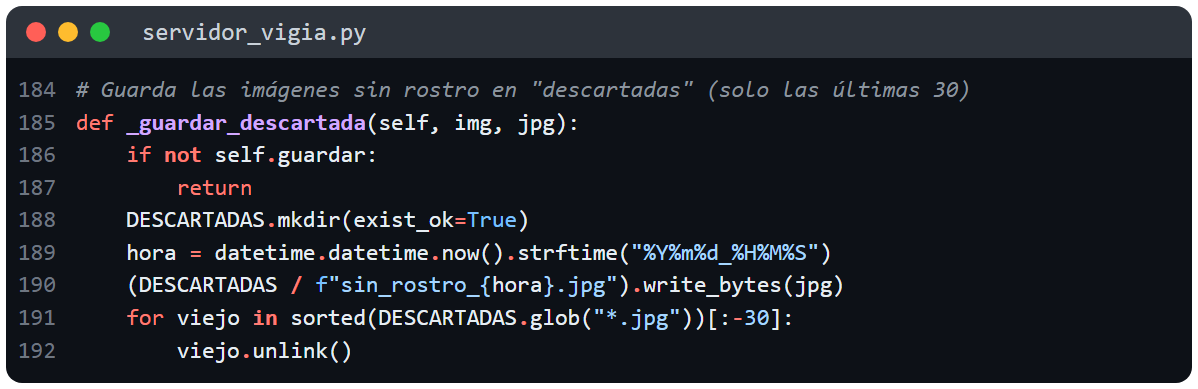 servidor_vigia.py
184 # Guarda las imágenes sin rostro en "descartadas" (solo las últimas 30)
185 def _guardar_descartada(self, img, jpg):
186     if not self.guardar:
187         return
188     DESCARTADAS.mkdir(exist_ok=True)
189     hora = datetime.datetime.now().strftime("%Y%m%d_%H%M%S")
190     (DESCARTADAS / f"sin_rostro_{hora}.jpg").write_bytes(jpg)
191     for viejo in sorted(DESCARTADAS.glob("*.jpg"))[:-30]:
192         viejo.unlink()